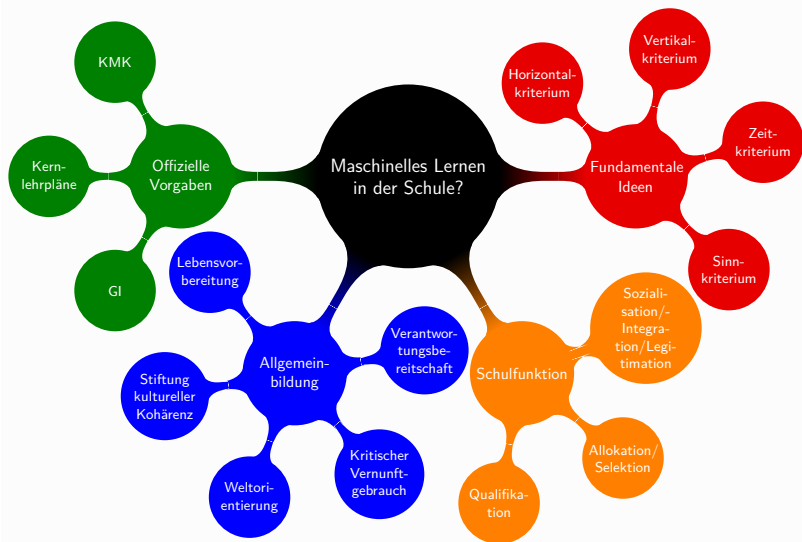 Maschinelles Lernen
in der Schule?
Offizielle
Vorgaben
KMK
Kern-
lehrpläne
GI
Allgemein-
bildung
Lebensvor-
bereitung
Stiftung
kultureller
Kohärenz
Weltori-
entierung
Kritischer
Vernunft-
gebrauch
Verantwor-
tungsbe-
reitschaft
Schulfunktion
Qualifika-
tion
Allokation/
Selektion
Soziali-
sation/-
Integra-
tion/Legi-
timation
Fundamentale
Ideen
Sinn-
kriterium
Zeit-
kriterium
Vertikal-
kriterium
Horizontal-
kriterium